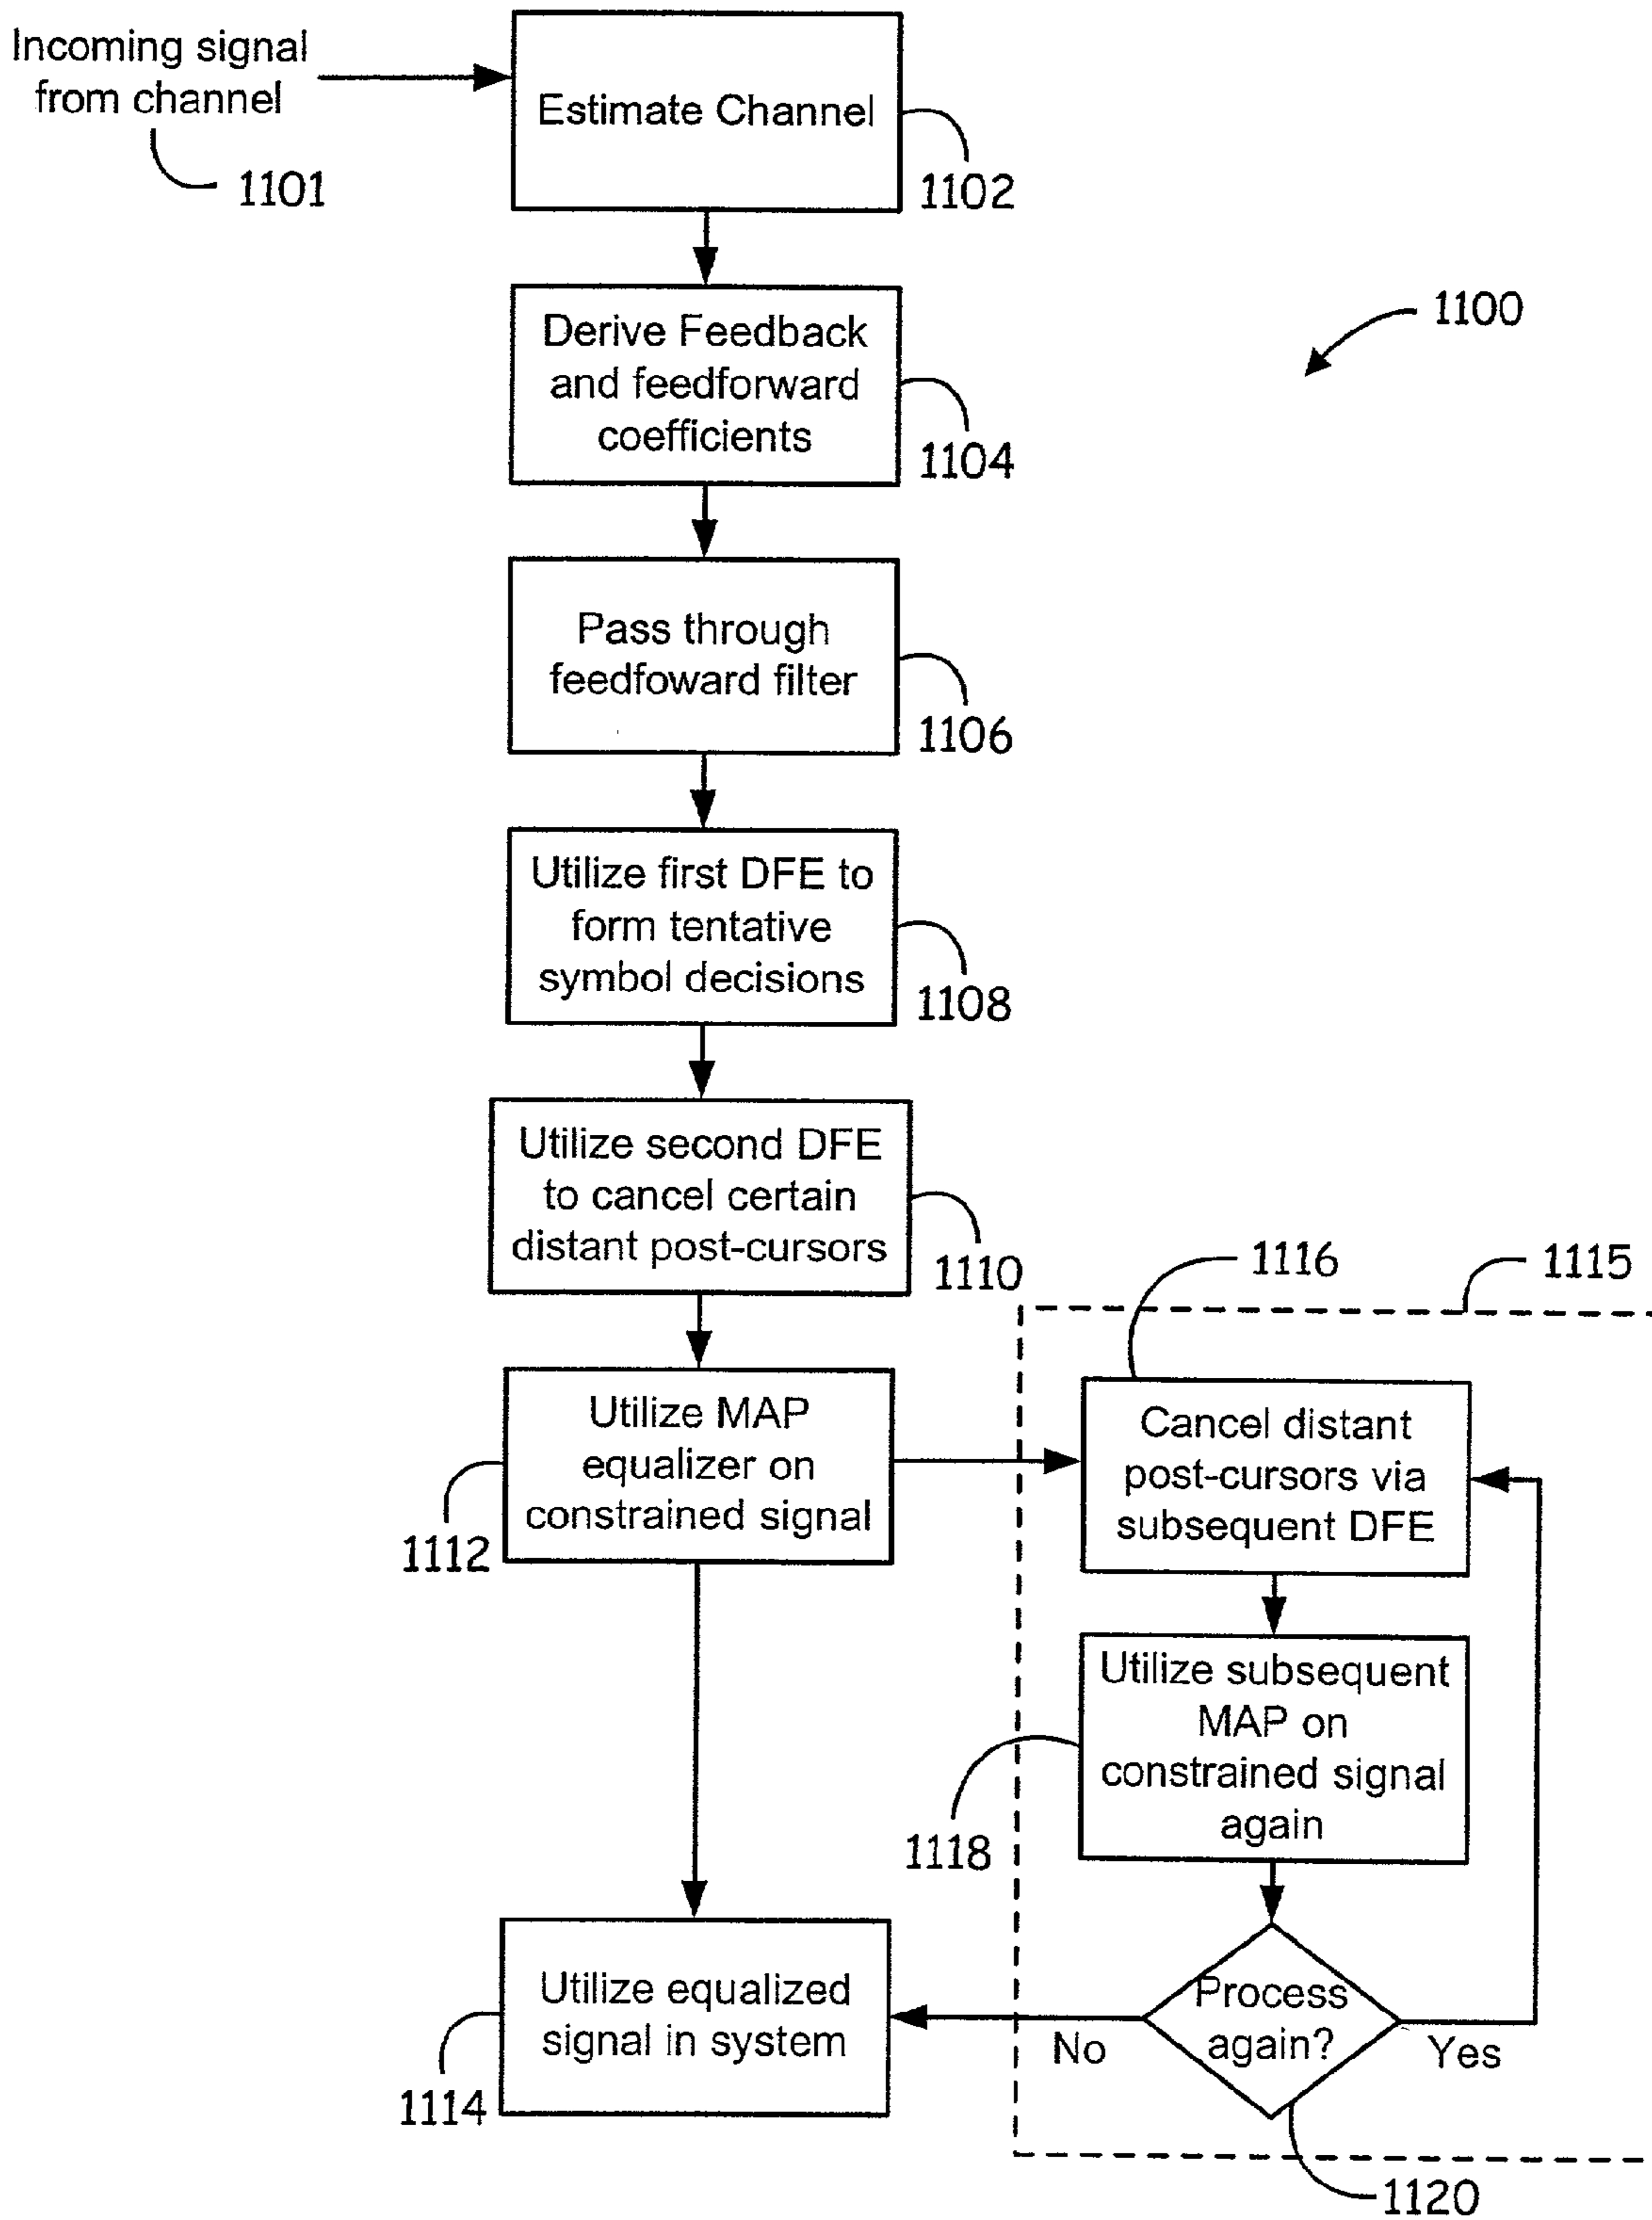 Incoming signal
from channel
1101
Estimate Channel
1102
Derive Feedback
and feedforward
coefficients
1104
1100
Pass through
feedfoward filter
1106
Utilize first DFE to
form tentative
symbol decisions
1108
Utilize second DFE
to cancel certain
distant post-cursors
1110
1116
1115
Utilize MAP
equalizer on
constrained signal
1112
Cancel distant
post-cursors via
subsequent DFE
Utilize subsequent
MAP on
constrained signal
again
1118
Utilize equalized
signal in system
1114
Process
again?
No
Yes
1120